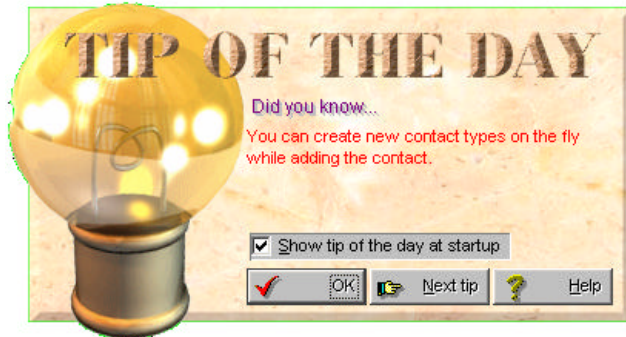 TIP OF THE DAY
Did you know...
You can create new contact types on the fly
while adding the contact.
Show tip of the day at startup
OK
Next tip
Help